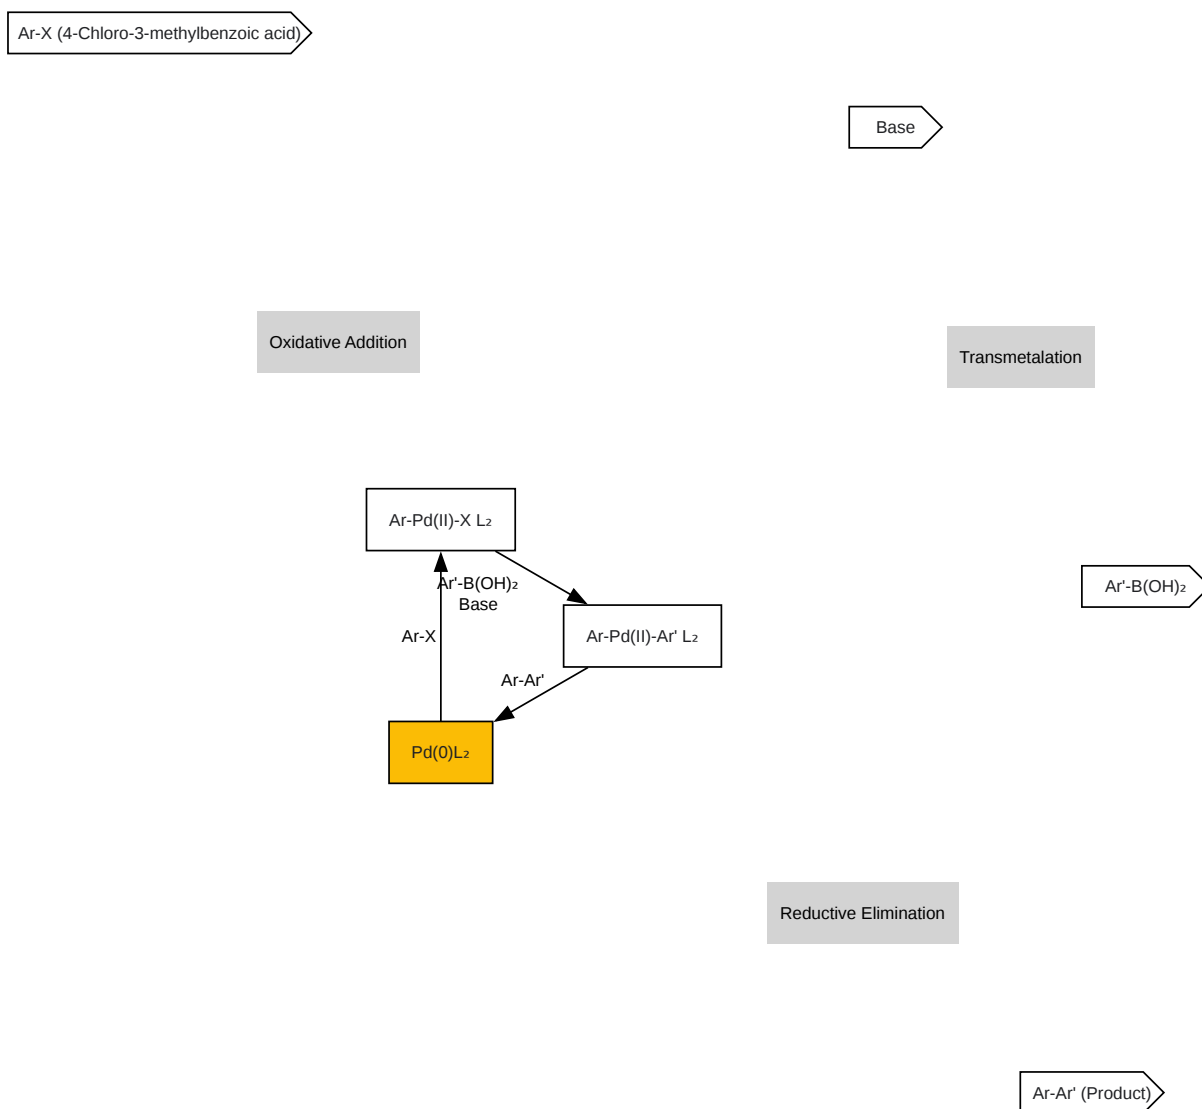 Ar-X (4-Chloro-3-methylbenzoic acid)
Base
Oxidative Addition
Transmetalation
Ar-Pd(II)-X L₂
Ar'-B(OH)₂
Base
Ar'-B(OH)₂
Ar-X
Ar-Pd(II)-Ar' L₂
Ar-Ar'
Pd(0)L₂
Reductive Elimination
Ar-Ar' (Product)